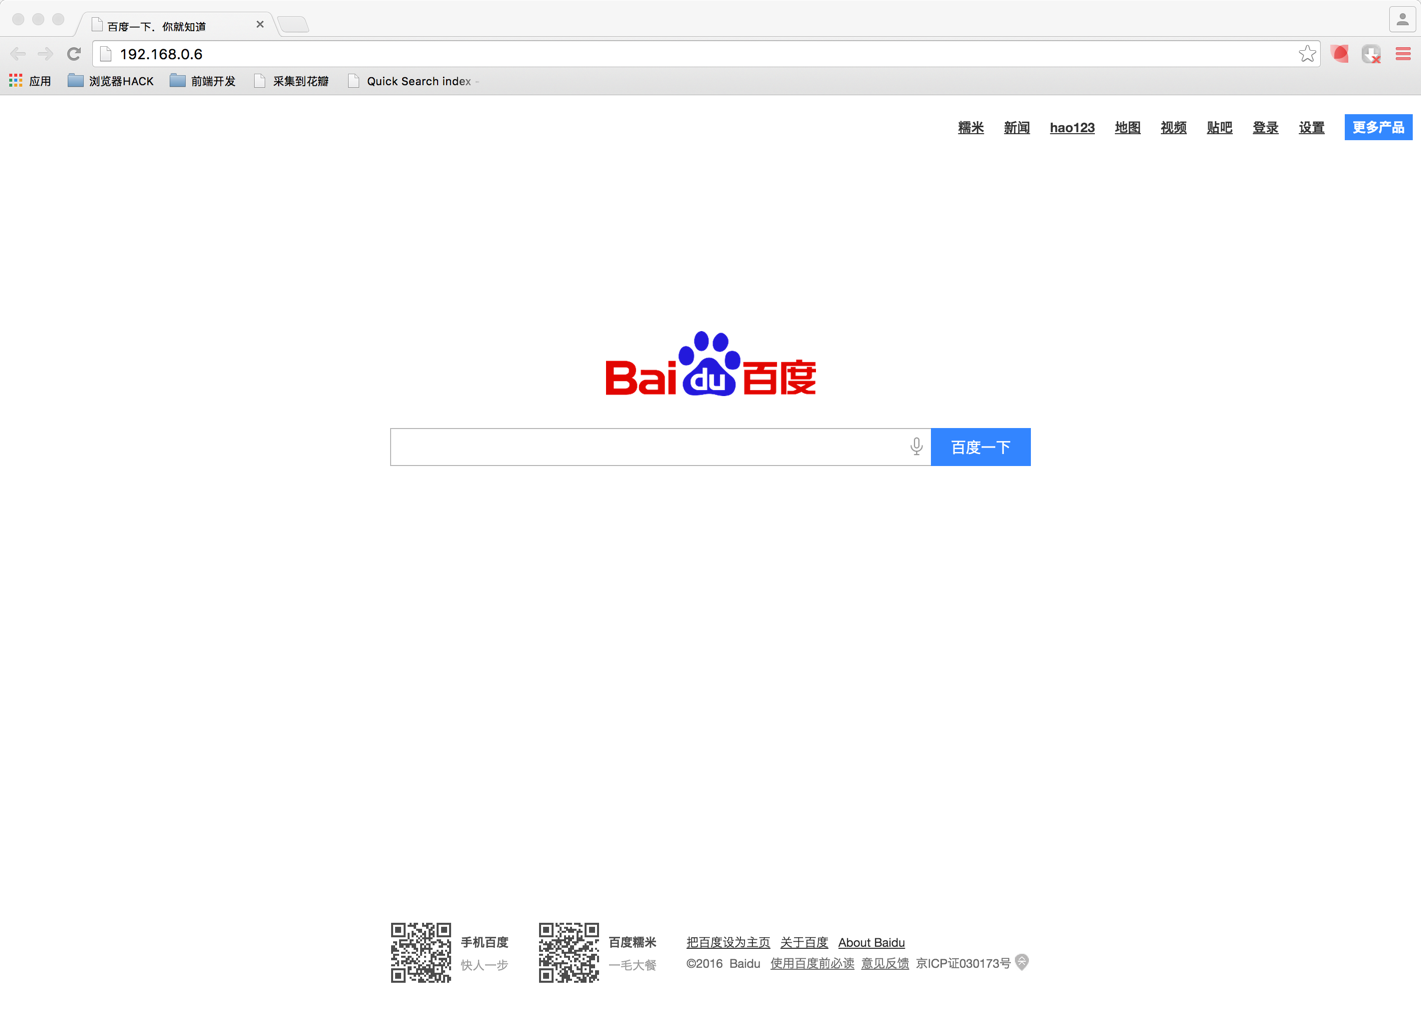 百度一下，你就知道
192.168.0.6
应用 浏览器HACK 前端开发 采集到花瓣 Quick Search index -
糯米 新闻 hao123 地图 视频 贴吧 登录 设置 更多产品
Bai du 百度
百度一下
手机百度 百度糯米 把百度设为主页 关于百度 About Baidu
快人一步 一毛大餐 ©2016 Baidu 使用百度前必读 意见反馈 京ICP证030173号